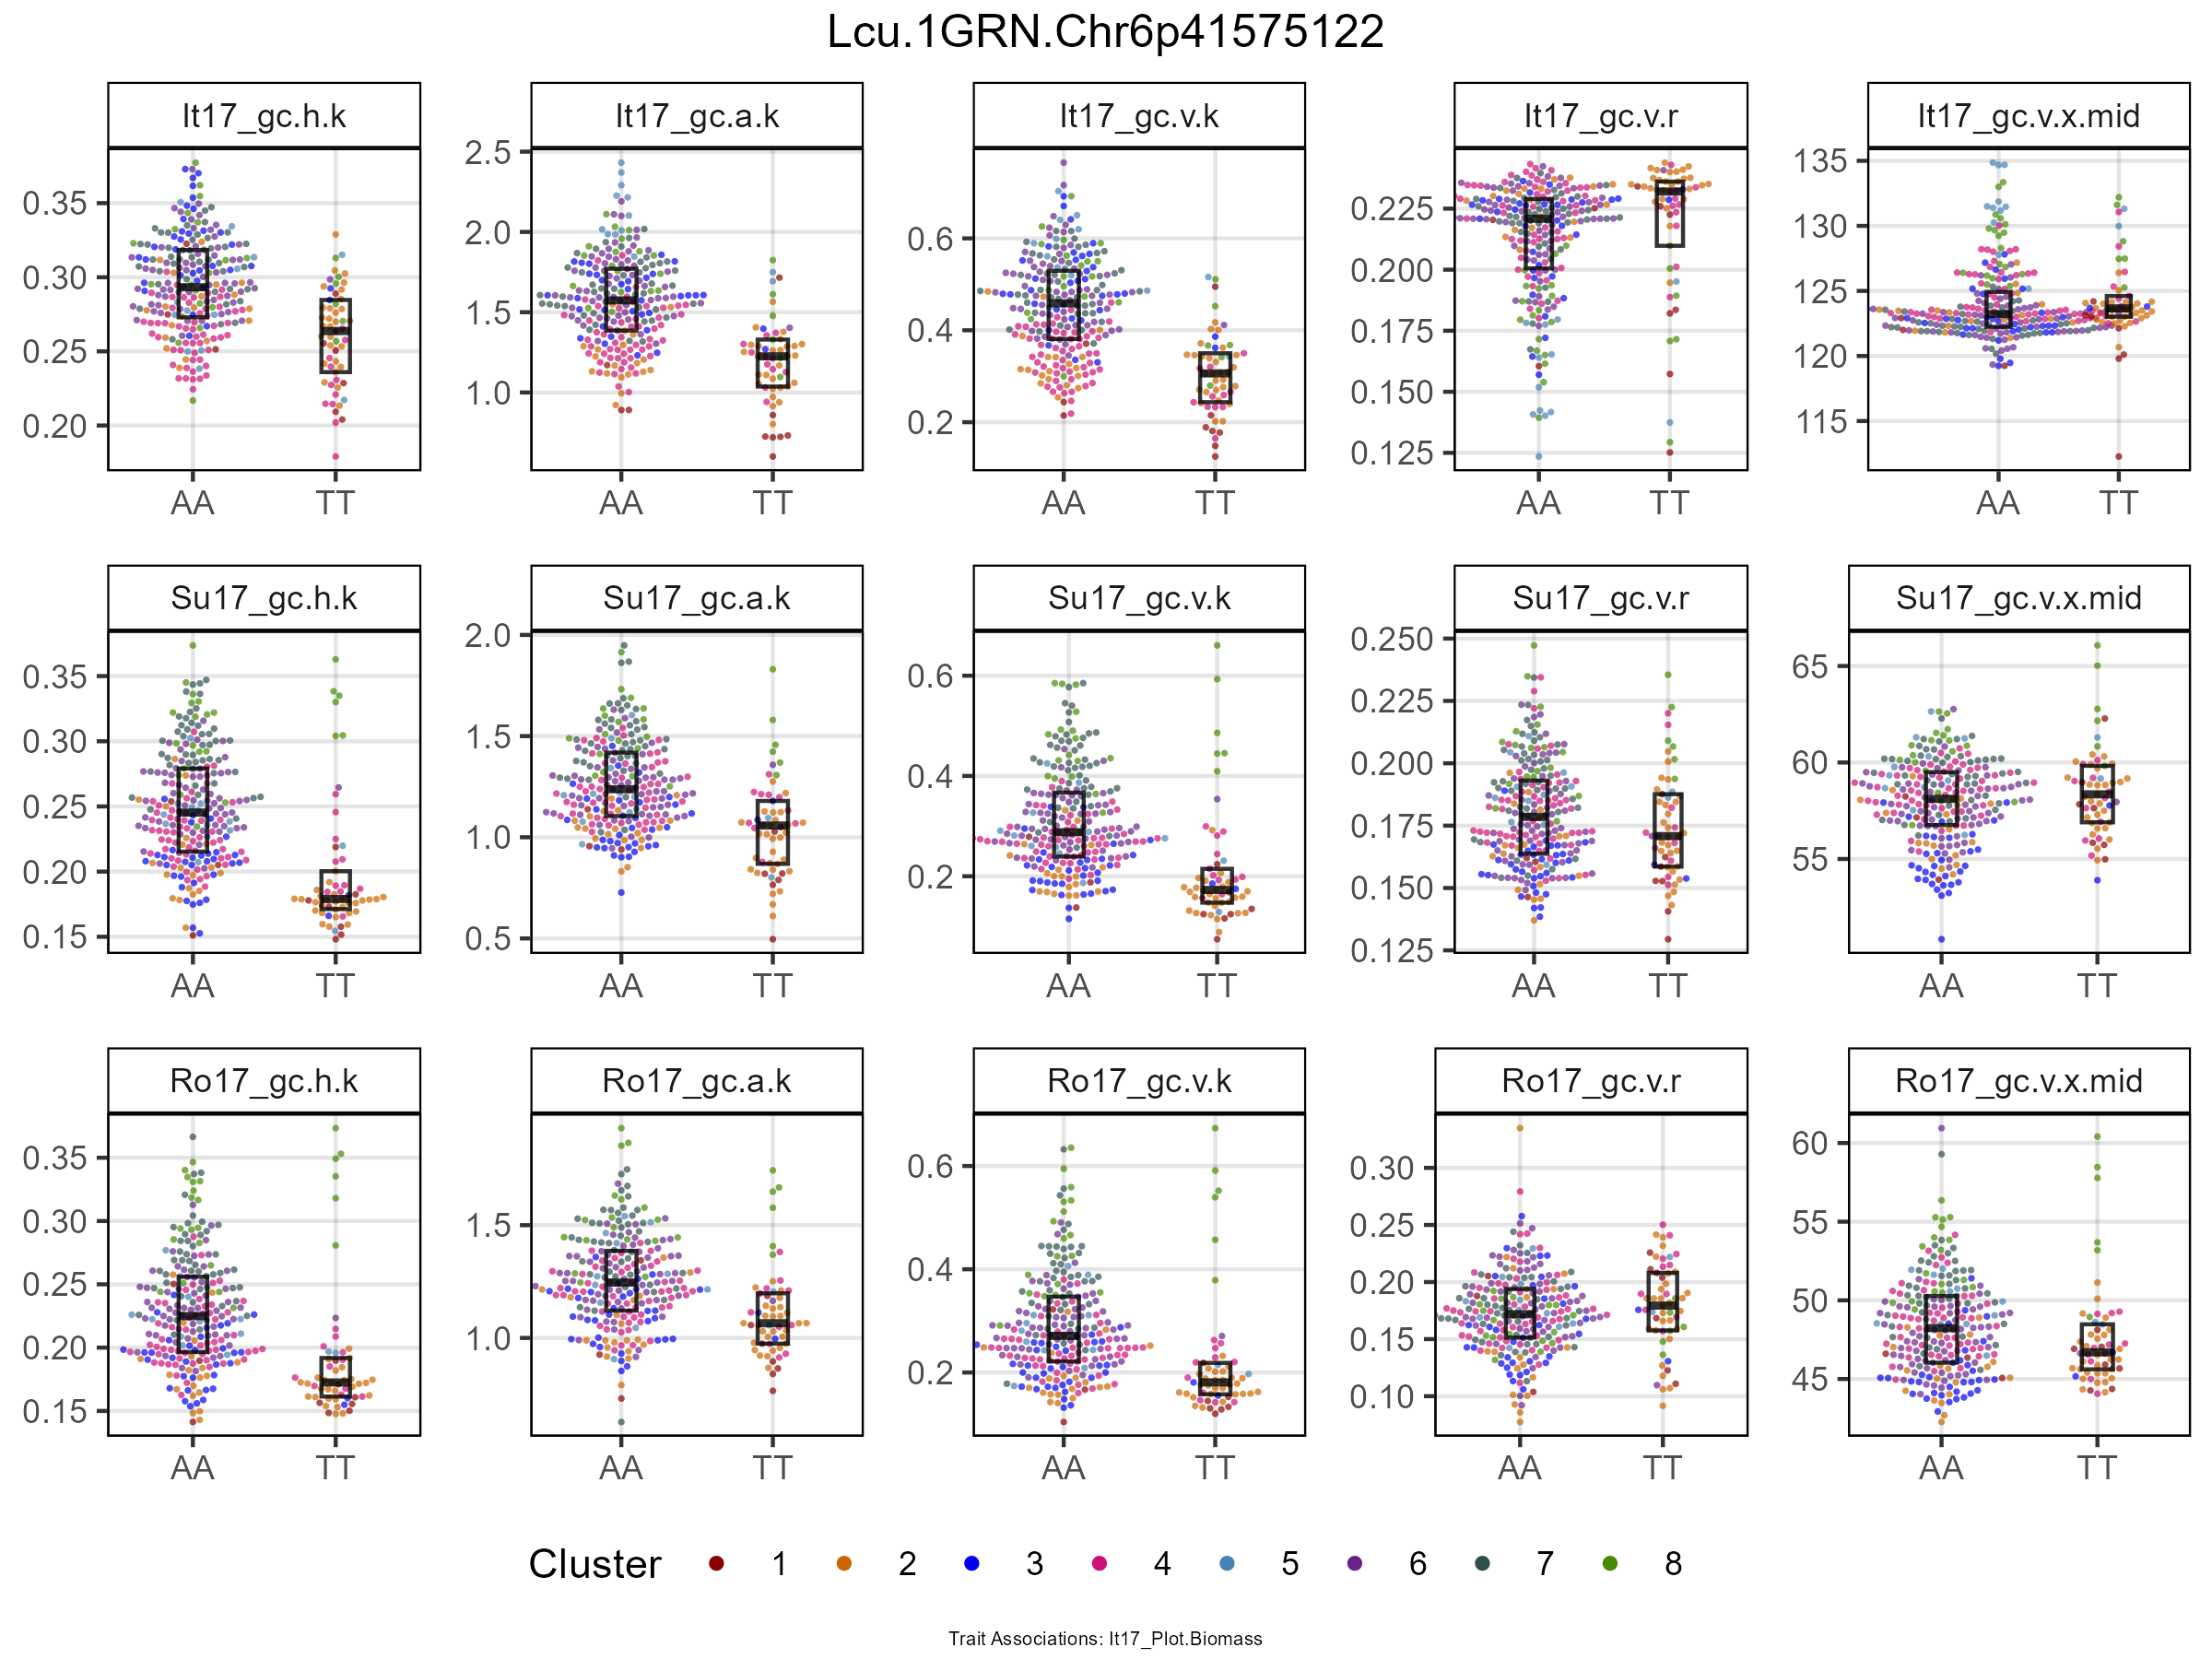 Lcu.1GRN.Chr6p41575122
It17_gc.h.k It17_gc.a.k It17_gc.v.k It17_gc.v.r It17_gc.v.x.mid
0.35 0.30 0.25 0.20
2.5 2.0 1.5 1.0
0.6 0.4 0.2
0.225 0.200 0.175 0.150 0.125
135 130 125 120 115
AA TT AA TT AA TT AA TT AA TT
Su17_gc.h.k Su17_gc.a.k Su17_gc.v.k Su17_gc.v.r Su17_gc.v.x.mid
0.35 0.30 0.25 0.20 0.15
2.0 1.5 1.0 0.5
0.6 0.4 0.2
0.250 0.225 0.200 0.175 0.150 0.125
65 60 55
AA TT AA TT AA TT AA TT AA TT
Ro17_gc.h.k Ro17_gc.a.k Ro17_gc.v.k Ro17_gc.v.r Ro17_gc.v.x.mid
0.35 0.30 0.25 0.20 0.15
1.5 1.0
0.6 0.4 0.2
0.30 0.25 0.20 0.15 0.10
60 55 50 45
AA TT AA TT AA TT AA TT AA TT
Cluster 1 2 3 4 5 6 7 8
Trait Associations: It17_Plot.Biomass